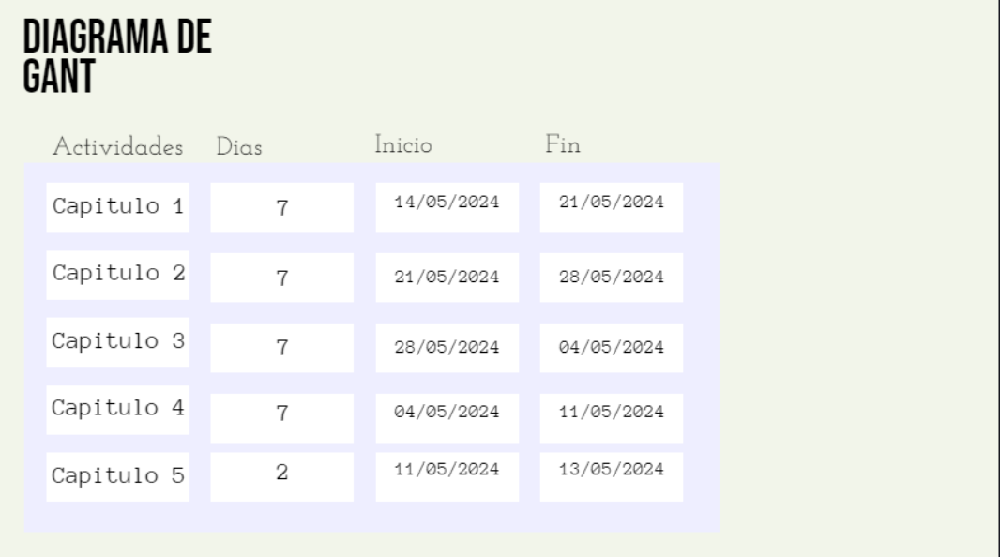 DIAGRAMA DE
GANT
Actividades Dias Inicio Fin
Capitulo 1 7 14/05/2024 21/05/2024
Capitulo 2 7 21/05/2024 28/05/2024
Capitulo 3 7 28/05/2024 04/05/2024
Capitulo 4 7 04/05/2024 11/05/2024
Capitulo 5 2 11/05/2024 13/05/2024